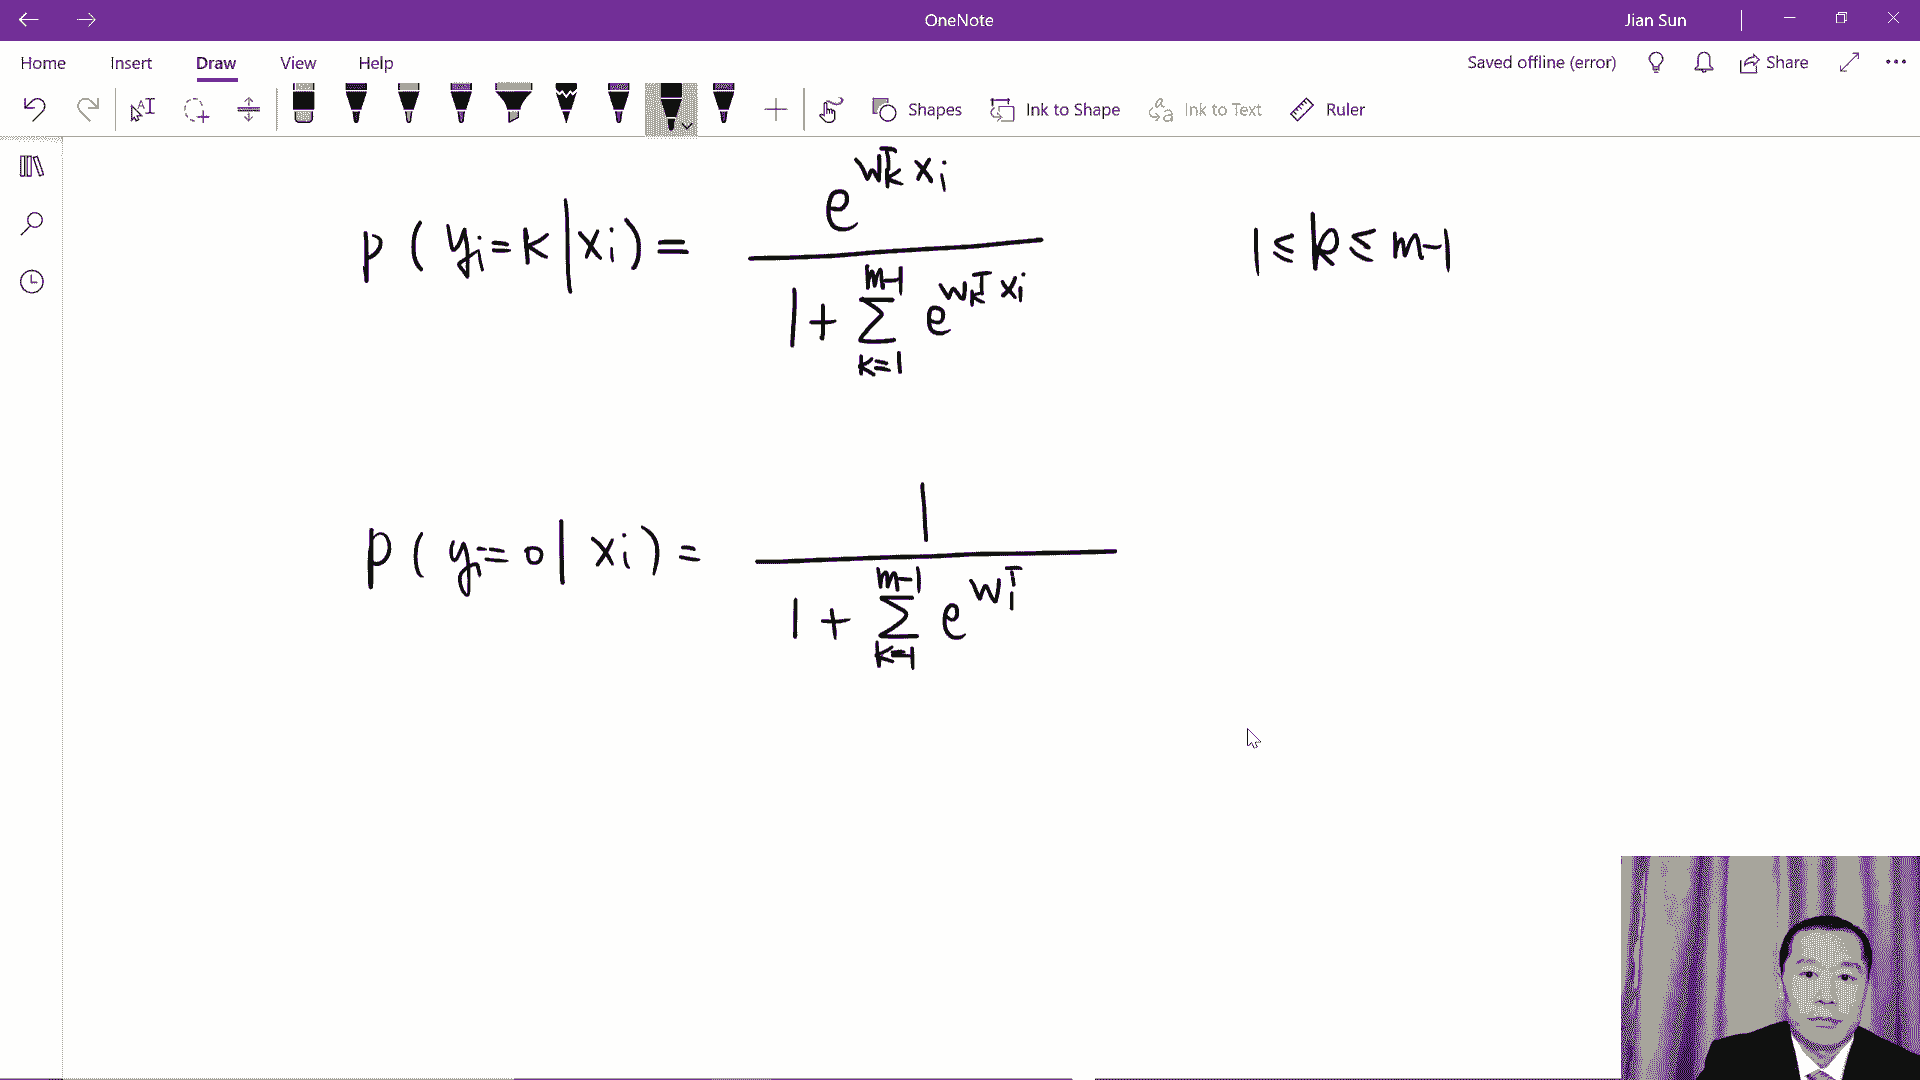 OneNote
Jian Sun
Home Insert Draw View Help
Saved offline (error) Share
Shapes Ink to Shape Ink to Text Ruler
p ( y_i = k | x_i ) = \frac{e^{w_k^T x_i}}{1 + \sum_{k=1}^{m-1} e^{w_k^T x_i}} 1 ≤ k ≤ m-1
p ( y_i = 0 | x_i ) = \frac{1}{1 + \sum_{k=1}^{m-1} e^{w_i^T}}